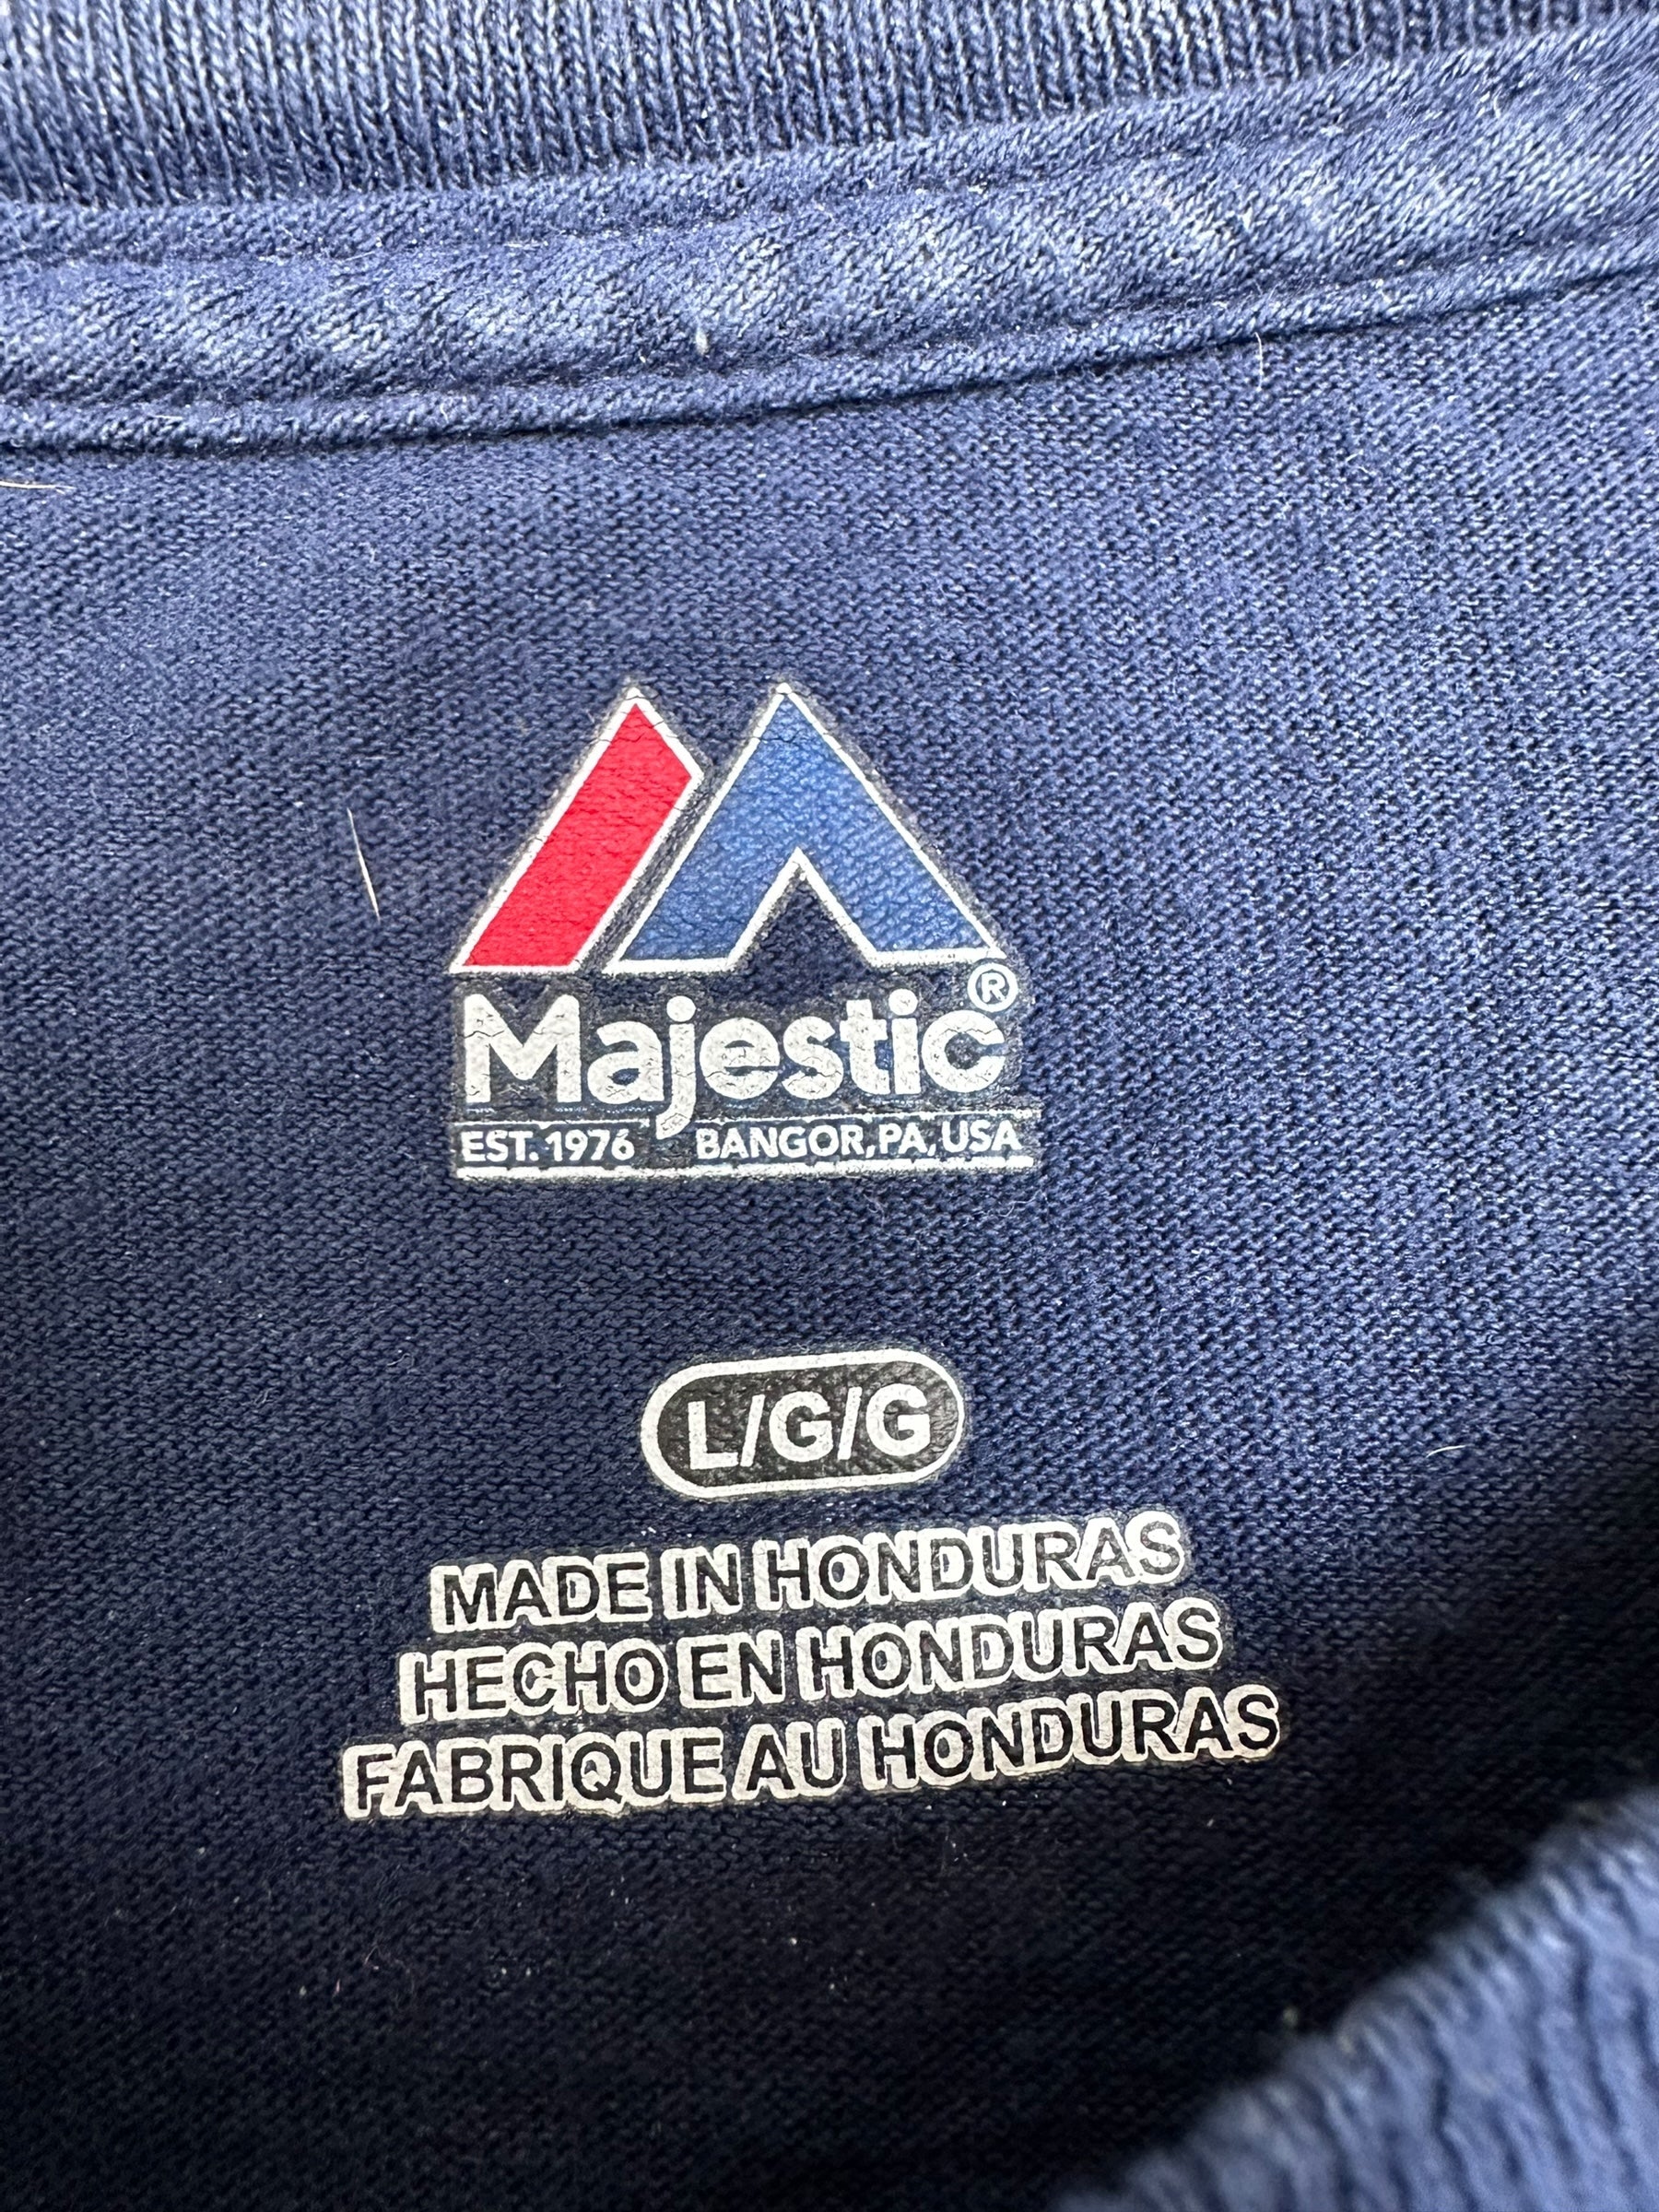 Majestic®
EST. 1976 BANGOR, PA, USA
L/G/G
MADE IN HONDURAS
HECHO EN HONDURAS
FABRIQUE AU HONDURAS